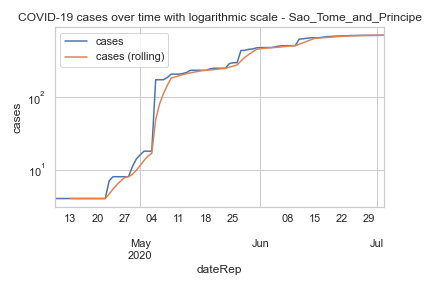 COVID-19 cases over time with logarithmic scale - Sao_Tome_and_Principe
cases
cases (rolling)
10²
10¹
cases
13 20 27 04 11 18 25 08 15 22 29
May Jun Jul
2020
dateRep